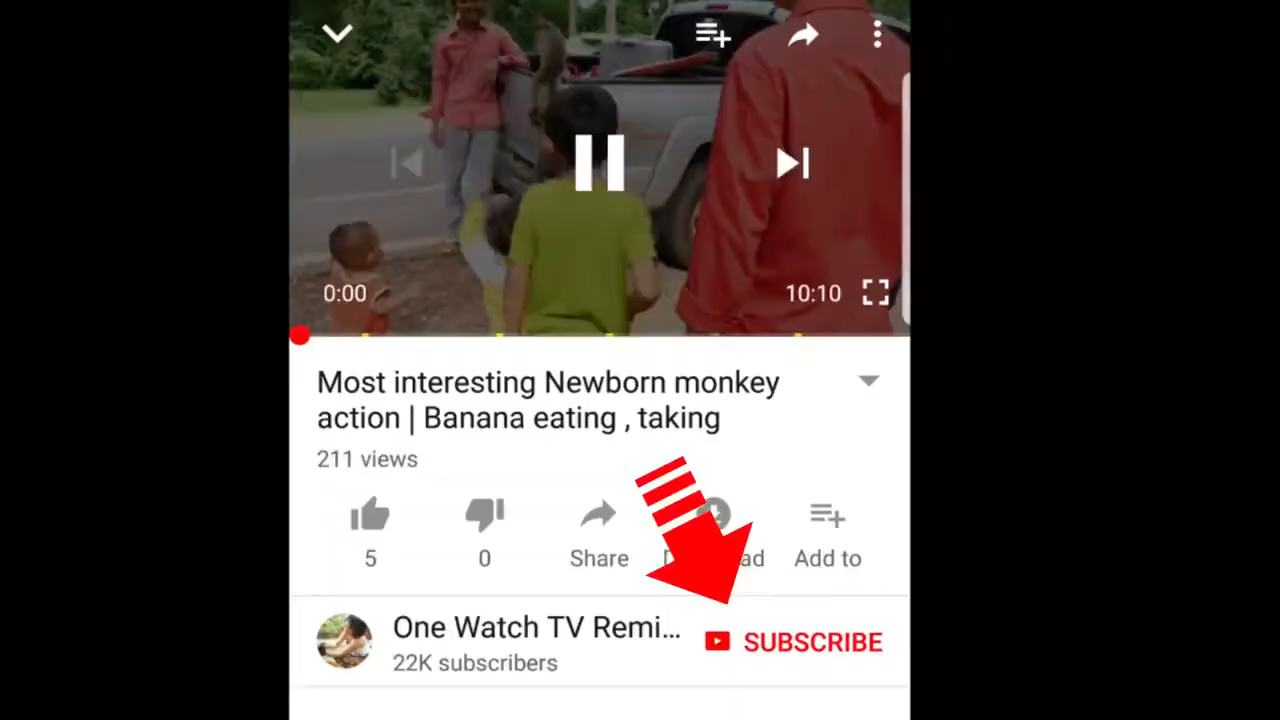 0:00
10:10
Most interesting Newborn monkey
action | Banana eating , taking
211 views
5
0
Share
Add to
One Watch TV Remi...
SUBSCRIBE
22K subscribers